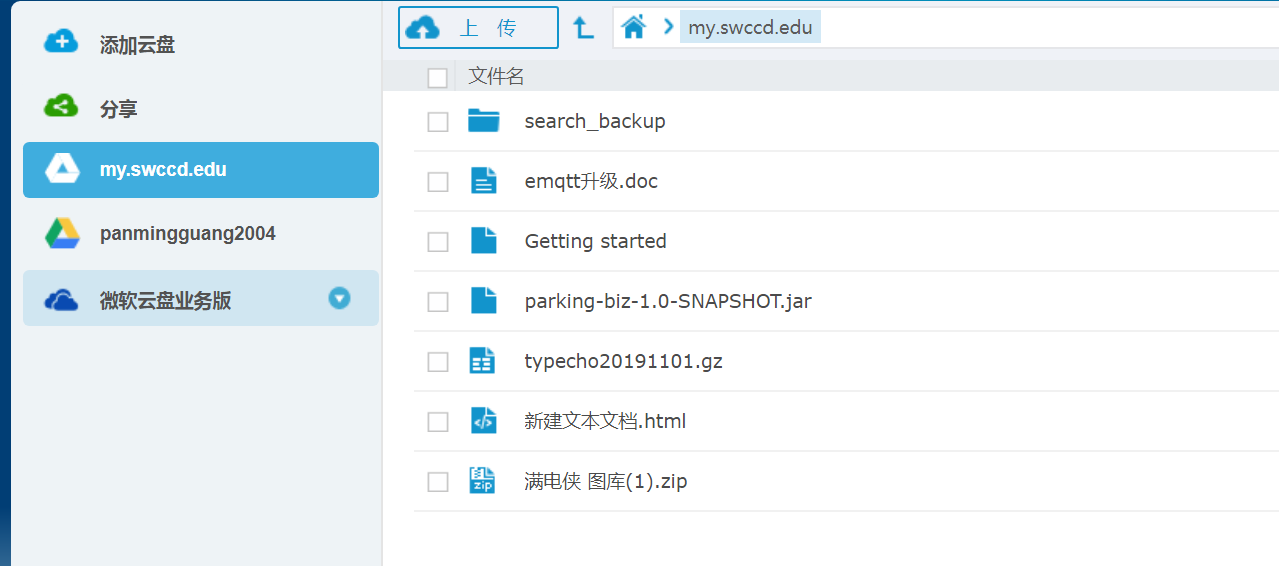 添加云盘
分享
my.swccd.edu
panmingguang2004
微软云盘业务版
上 传
my.swccd.edu
文件名
search_backup
emqtt升级.doc
Getting started
parking-biz-1.0-SNAPSHOT.jar
typecho20191101.gz
新建文本文档.html
zip
满电侠 图库(1).zip